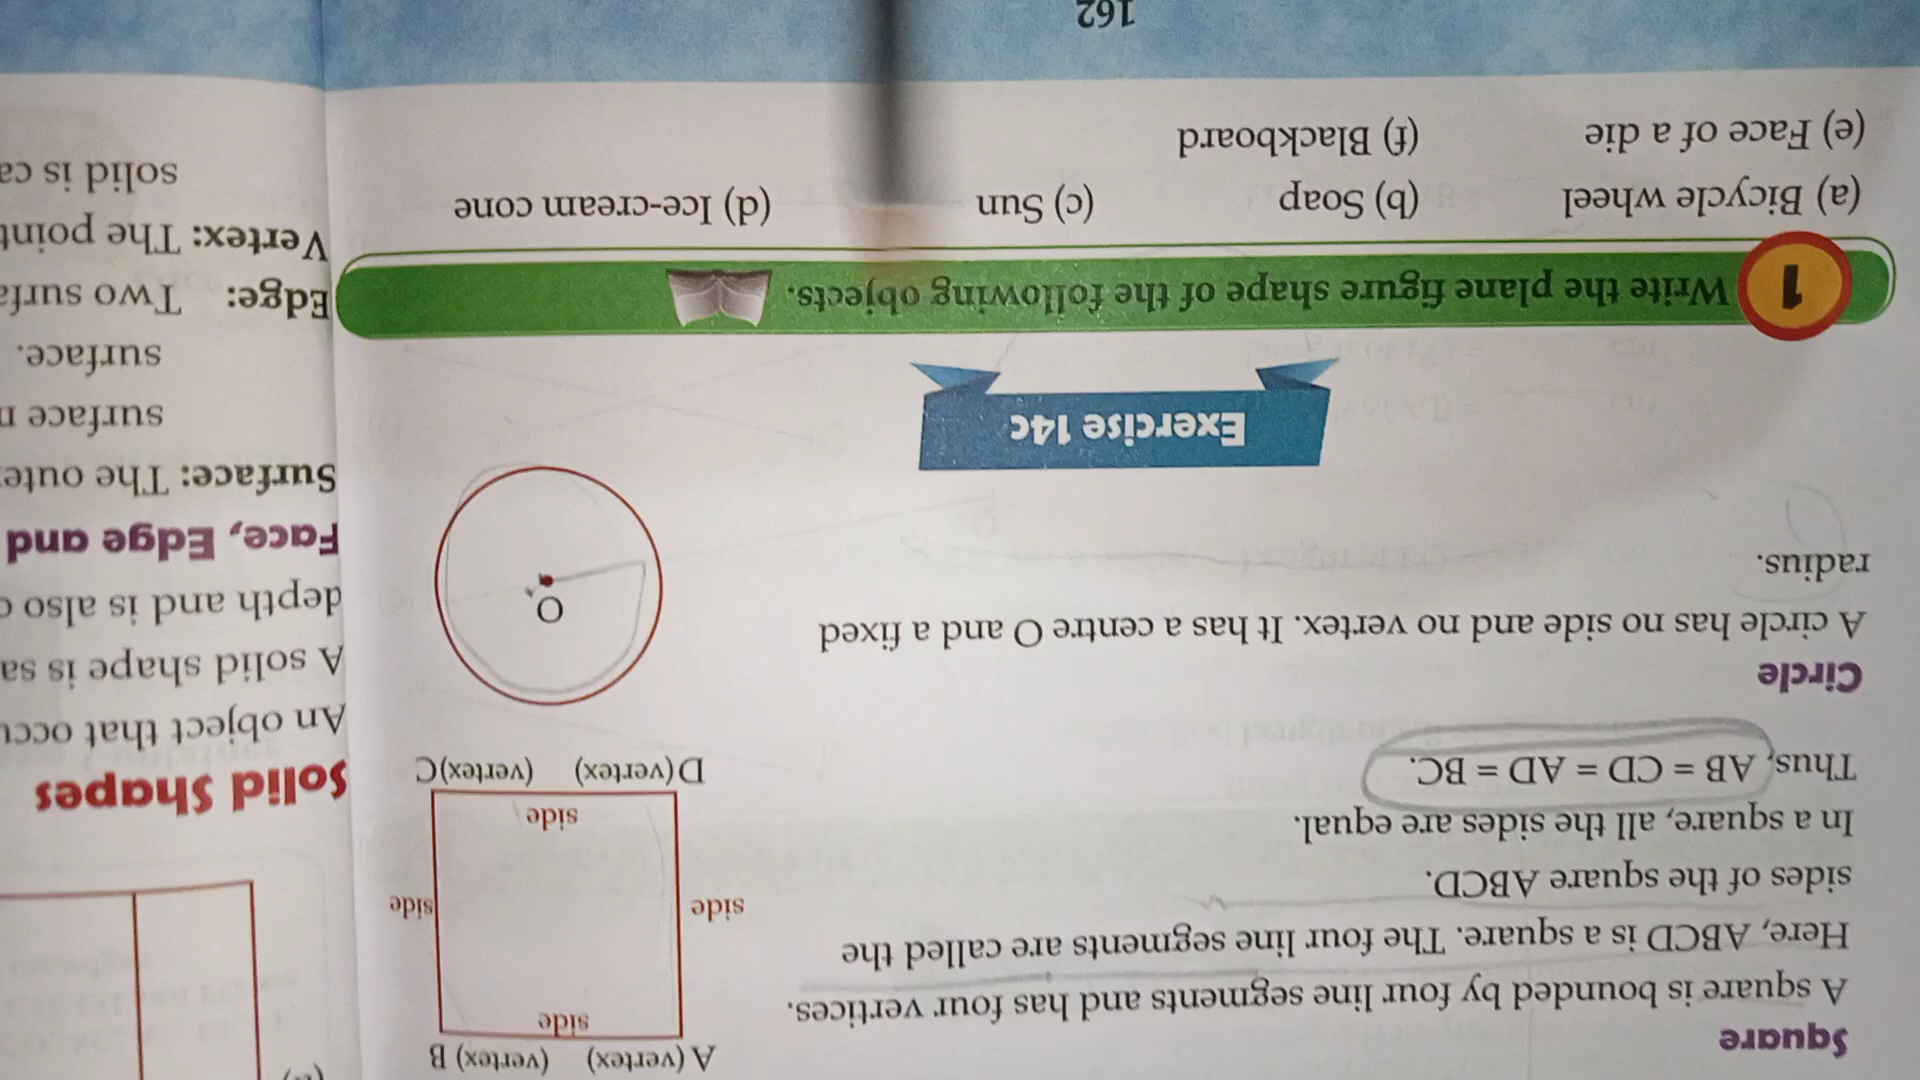 Square
A square is bounded by four line segments and has four vertices.
Here, ABCD is a square. The four line segments are called the
sides of the square ABCD.
In a square, all the sides are equal.
Thus, AB = CD = AD = BC.
A (vertex) (vertex) B
side
side
side
side
D (vertex) (vertex) C
Circle
A circle has no side and no vertex. It has a centre O and a fixed
radius.
O
Exercise 14c
1 Write the plane figure shape of the following objects.
(a) Bicycle wheel (b) Soap (c) Sun (d) Ice-cream cone
(e) Face of a die (f) Blackboard
162
Solid Shapes
An object that
A solid shape is
depth and is also
Face, Edge and
Surface: The
surface
surface.
Edge: Two
Vertex: The point
solid is